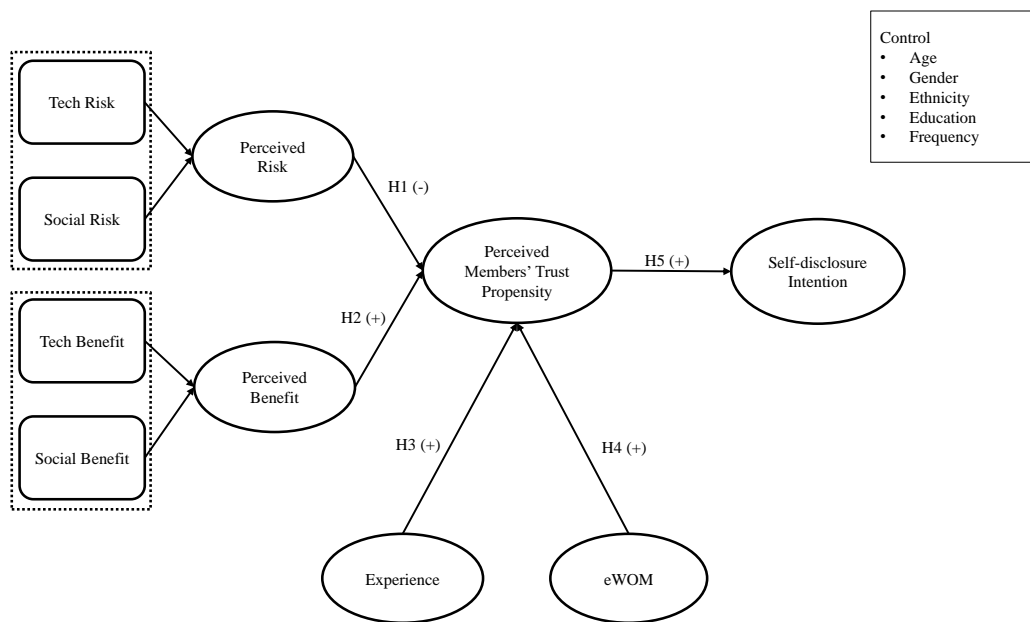 Control
• Age
• Gender
• Ethnicity
• Education
• Frequency
Tech Risk
Perceived
Risk
Social Risk
H1 (-)
Perceived
Members’ Trust
Propensity
H5 (+)
Self-disclosure
Intention
H2 (+)
Tech Benefit
Perceived
Benefit
Social Benefit
H3 (+)
H4 (+)
Experience
eWOM